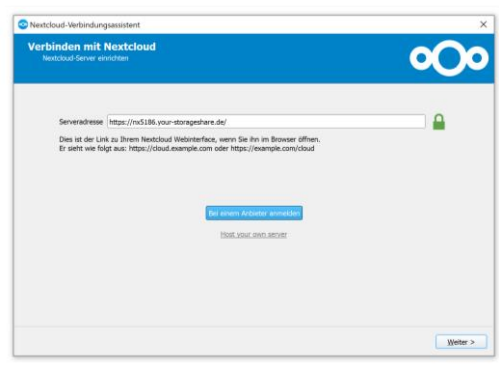 Nextcloud-Verbindungsassistent
Verbinden mit Nextcloud
Nextcloud-Server einrichten
Serveradresse https://nx5186.your-storageshare.de/
Dies ist der Link zu Ihrem Nextcloud Webinterface, wenn Sie ihn im Browser öffnen.
Er sieht wie folgt aus: https://cloud.example.com oder https://example.com/cloud
Bei einem Anbieter anmelden
Host your own server
Weiter >